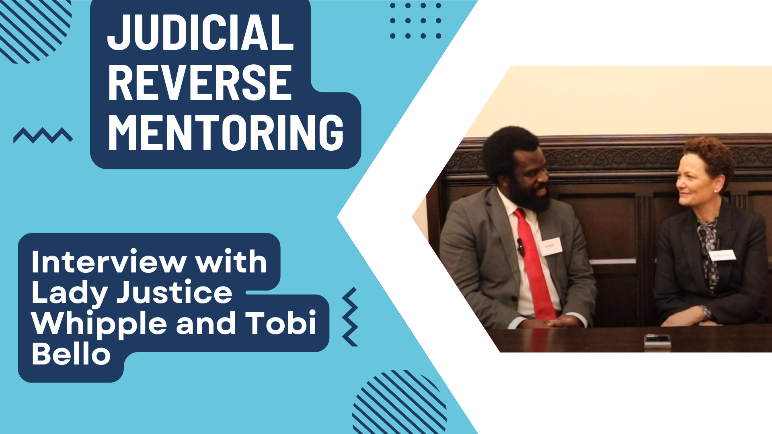 JUDICIAL
REVERSE
MENTORING
Interview with
Lady Justice
Whipple and Tobi
Bello